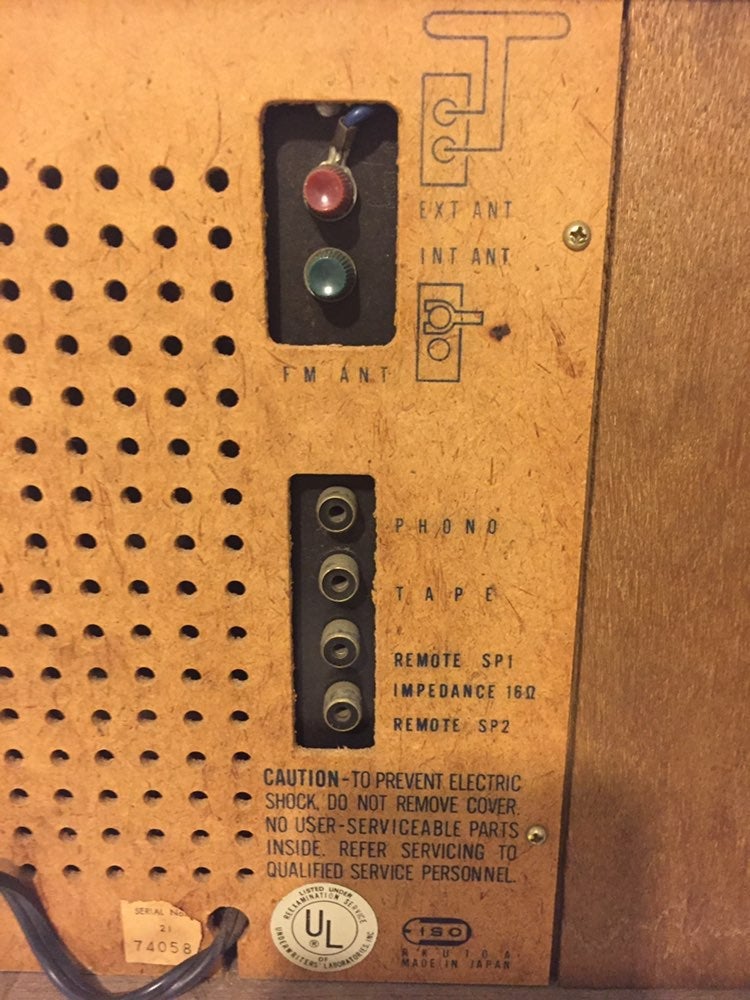 EXT ANT
INT ANT
FM ANT
PHONO
TAPE
REMOTE SP1
IMPEDANCE 16Ω
REMOTE SP2
CAUTION-TO PREVENT ELECTRIC
SHOCK, DO NOT REMOVE COVER.
NO USER-SERVICEABLE PARTS
INSIDE. REFER SERVICING TO
QUALIFIED SERVICE PERSONNEL.
SERIAL No.
21
74058
LISTED UNDER
REEXAMINATION SERVICE
UL
®
OF
UNDERWRITERS' LABORATORIES, INC.
ISO
MADE IN JAPAN